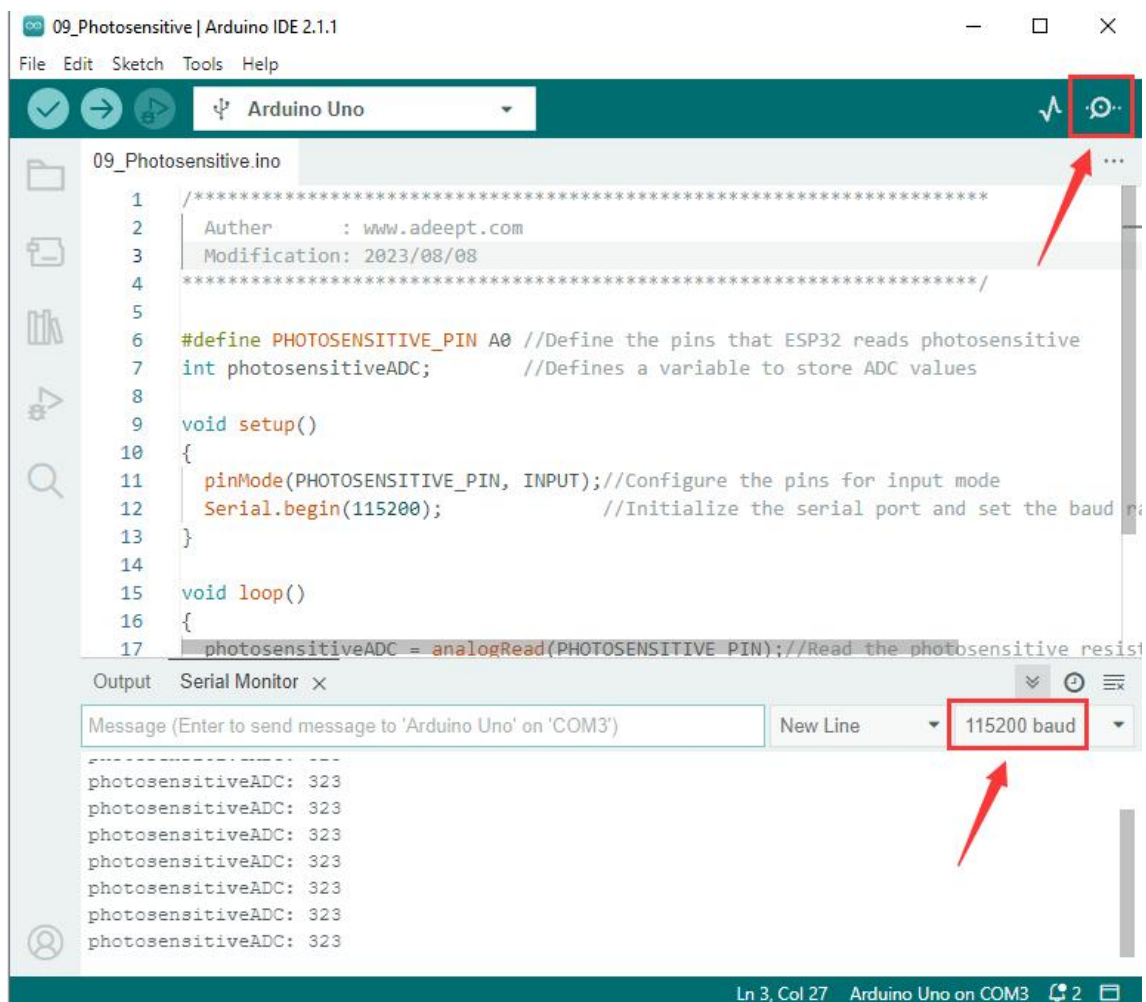 09_Photosensitive | Arduino IDE 2.1.1
File Edit Sketch Tools Help
Arduino Uno
09_Photosensitive.ino
1 /**********************************************************************
2 Auther : www.adeept.com
3 Modification: 2023/08/08
4 **********************************************************************/
5
6 #define PHOTOSENSITIVE_PIN A0 //Define the pins that ESP32 reads photosensitive
7 int photosensitiveADC; //Defines a variable to store ADC values
8
9 void setup()
10 {
11 pinMode(PHOTOSENSITIVE_PIN, INPUT);//Configure the pins for input mode
12 Serial.begin(115200); //Initialize the serial port and set the baud
13 }
14
15 void loop()
16 {
17 photosensitiveADC = analogRead(PHOTOSENSITIVE_PIN);//Read the photosensitive resist
Output Serial Monitor
Message (Enter to send message to 'Arduino Uno' on 'COM3') New Line 115200 baud
photosensitiveADC: 323
photosensitiveADC: 323
photosensitiveADC: 323
photosensitiveADC: 323
photosensitiveADC: 323
photosensitiveADC: 323
photosensitiveADC: 323
Ln 3, Col 27 Arduino Uno on COM3 2